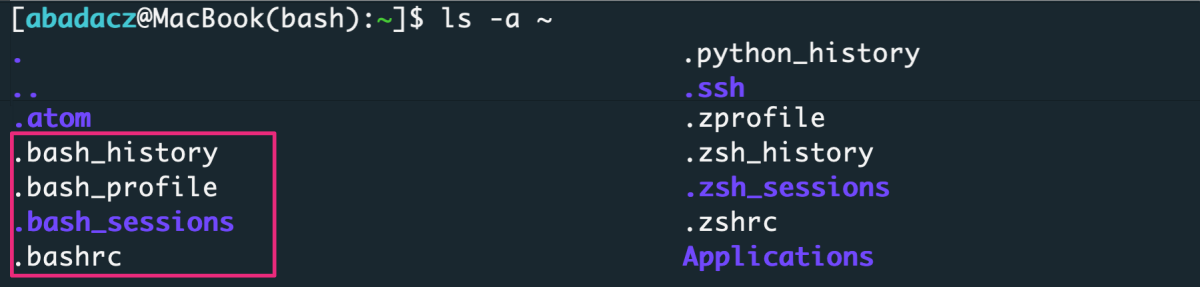 [abadacz@MacBook(bash):~]$ ls -a ~
. .python_history
.. .ssh
.atom .zprofile
.bash_history .zsh_history
.bash_profile .zsh_sessions
.bash_sessions .zshrc
.bashrc Applications